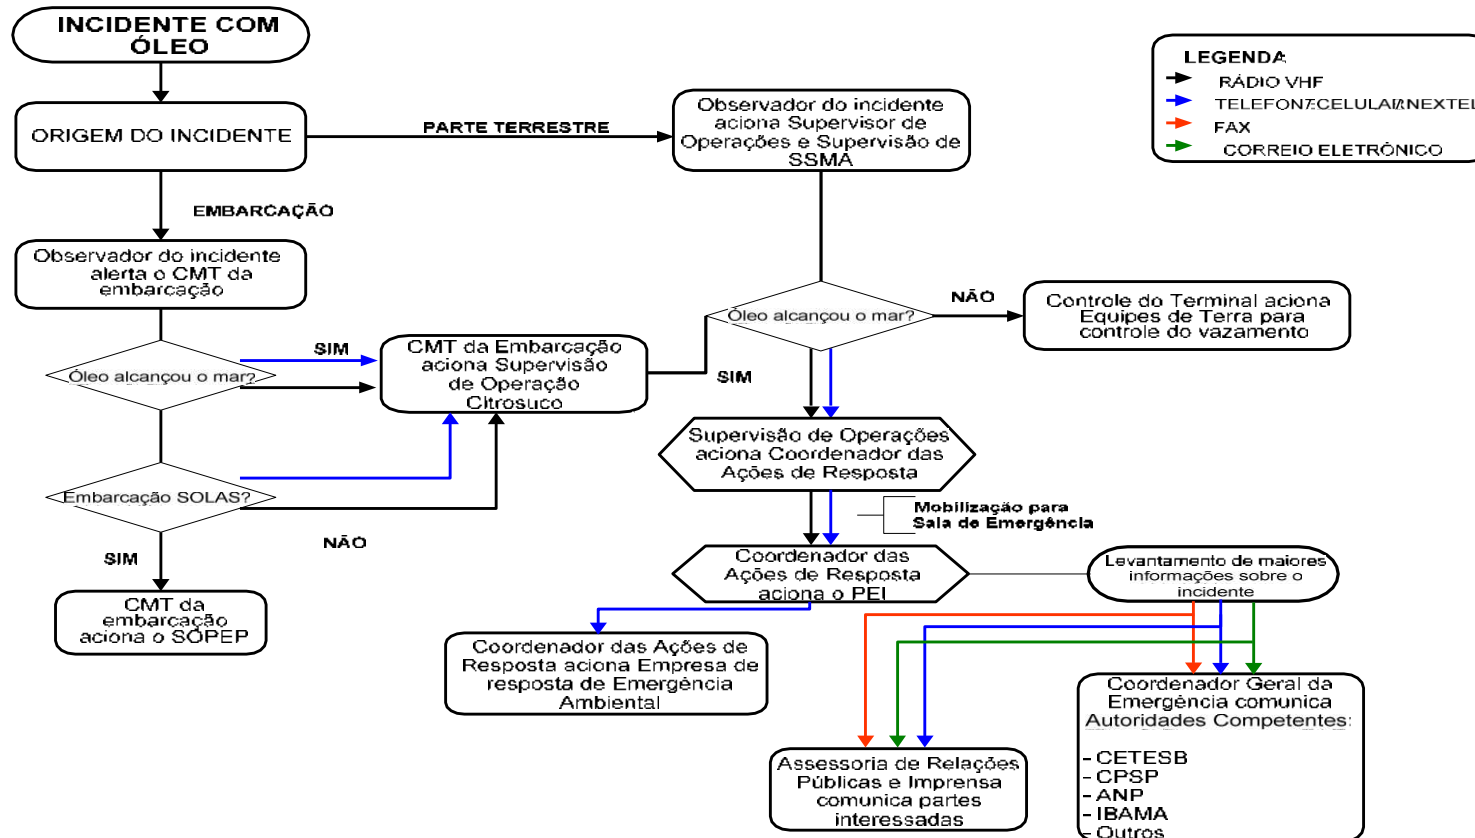 INCIDENTE COM
ÓLEO
ORIGEM DO INCIDENTE
PARTE TERRESTRE
Observador do incidente
aciona Supervisor de
Operações e Supervisão de
SSMA
LEGENDA
RÁDIO VHF
TELEFON
FAX
CORREIO ELETRÔNICO
EMBARCAÇÃO
Observador do incidente
alerta o CMT da
embarcação
Óleo alcançou o mar?
SIM
CMT da Embarcação
aciona Supervisão
de Operação
Citrosuco
SIM
Óleo alcançou o mar?
NÃO
Controle do Terminal aciona
Equipes de Terra para
controle do vazamento
Embarcação SOLAS?
NÃO
SIM
CMT da
embarcação
aciona o SOPEP
Supervisão de Operações
aciona Coordenador das
Ações de Resposta
Mobilização para
Sala de Emergência
Coordenador das
Ações de Resposta
aciona o PEI
Levantamento de maiores
informações sobre o
incidente
Coordenador das Ações de
Resposta aciona Empresa de
resposta de Emergência
Ambiental
Assessoria de Relações
Públicas e Imprensa
comunica partes
interessadas
Coordenador Geral da
Emergência comunica
Autoridades Competentes:
- CETESB
- CPSP
- ANP
- IBAMA
- Outros